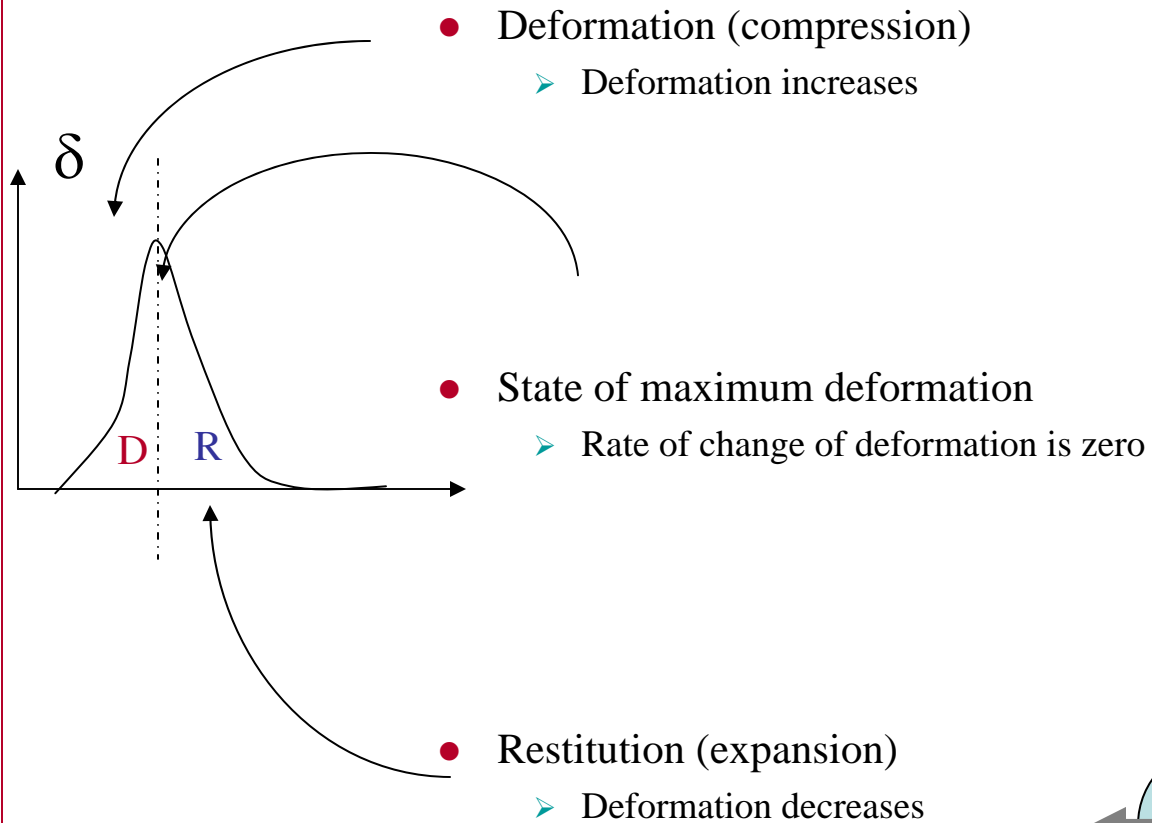 Deformation (compression)
Deformation increases
δ
State of maximum deformation
Rate of change of deformation is zero
D R
Restitution (expansion)
Deformation decreases